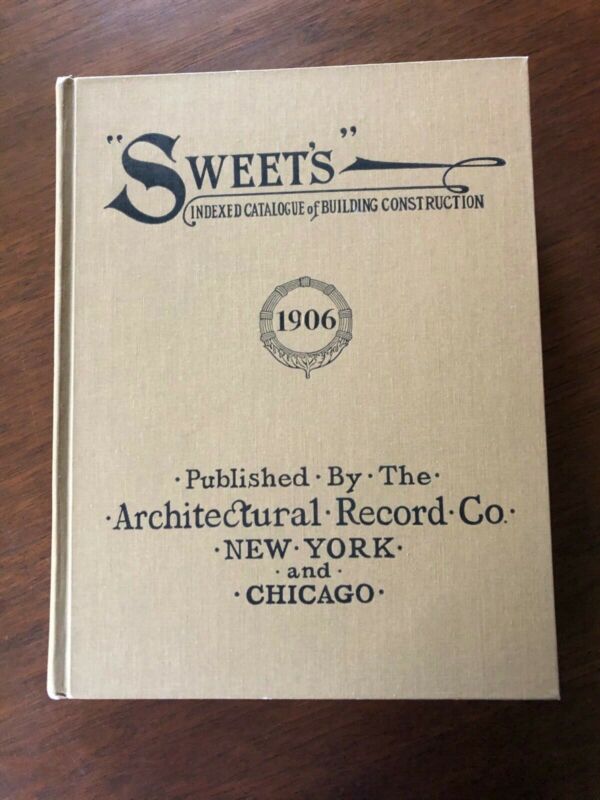 "SWEET'S"
INDEXED CATALOGUE of BUILDING CONSTRUCTION
1906
·Published·By·The·
·Architectural·Record·Co.·
·NEW·YORK·
·and·
·CHICAGO·